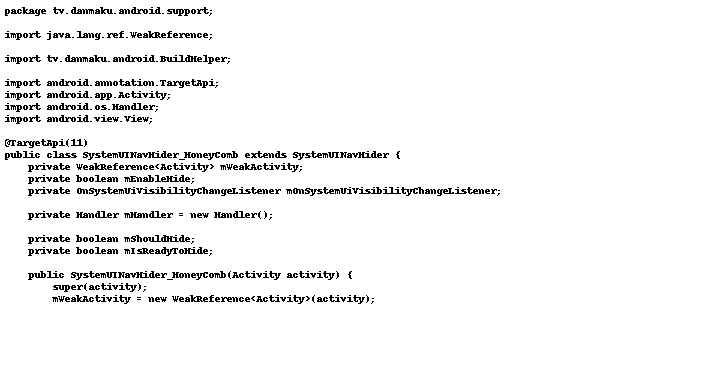 package tv.danmaku.android.support;
import java.lang.ref.WeakReference;
import tv.danmaku.android.BuildHelper;
import android.annotation.TargetApi;
import android.app.Activity;
import android.os.Handler;
import android.view.View;
@TargetApi(11)
public class SystemUINavHider_HoneyComb extends SystemUINavHider {
    private WeakReference<Activity> mWeakActivity;
    private boolean mEnableHide;
    private OnSystemUiVisibilityChangeListener mOnSystemUiVisibilityChangeListener;
    private Handler mHandler = new Handler();
    private boolean mShouldHide;
    private boolean mIsReadyToHide;
    public SystemUINavHider_HoneyComb(Activity activity) {
        super(activity);
        mWeakActivity = new WeakReference<Activity>(activity);